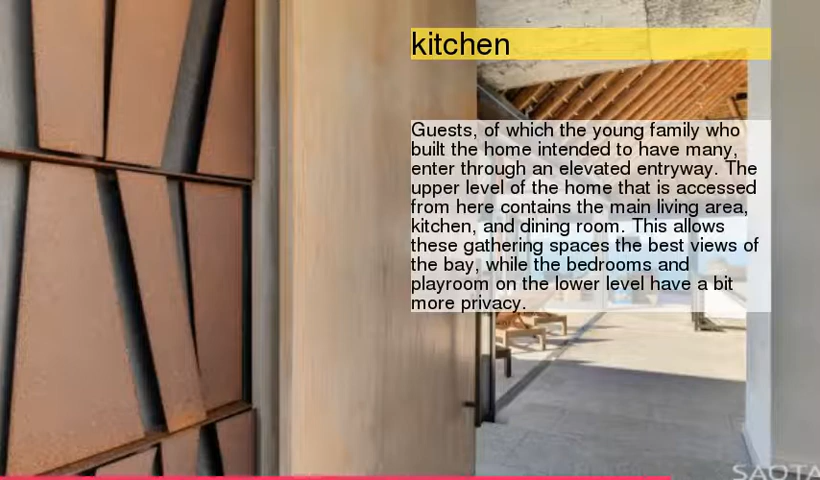 kitchen
Guests, of which the young family who
built the home intended to have many,
enter through an elevated entryway. The
upper level of the home that is accessed
from here contains the main living area,
kitchen, and dining room. This allows
these gathering spaces the best views of
the bay, while the bedrooms and
playroom on the lower level have a bit
more privacy.
SAOTA